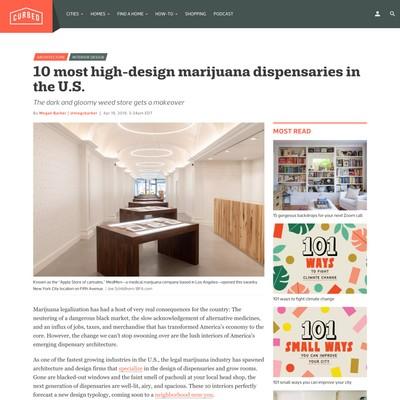 CURBED
CITIES
HOMES
FIND A HOME
HOW-TO
SHOPPING
PODCAST
ARCHITECTURE
INTERIOR DESIGN
10 most high-design marijuana dispensaries in
the U.S.
The dark and gloomy weed store gets a makeover
By Megan Barber | @megcbarber | Apr 19, 2019, 3:34pm EDT
Known as the “Apple Store of cannabis,” MedMen—a medical marijuana company based in Los Angeles—opened this swanky
New York City location on Fifth Avenue. | Joe Schildhorn/BFA.com
Marijuana legalization has had a host of very real consequences for the country: The
neutering of a dangerous black market, the slow acknowledgement of alternative medicines,
and an influx of jobs, taxes, and merchandise that has transformed America’s economy to the
core. However, the change we can’t stop swooning over are the lush interiors of America’s
emerging dispensary architecture.
As one of the fastest growing industries in the U.S., the legal marijuana industry has spawned
architecture and design firms that specialize in the design of dispensaries and grow rooms.
Gone are blacked-out windows and the faint smell of pachouli at your local head shop, the
next generation of dispensaries are well-lit, airy, and spacious. These 10 interiors perfectly
forecast a new design typology, coming soon to a neighborhood near you.
MOST READ
15 gorgeous backdrops for your next Zoom call
101
WAYS
TO FIGHT
CLIMATE CHANGE
101 ways to fight climate change
101
SMALL WAYS
YOU CAN IMPROVE
YOUR CITY
101 small ways you can improve your city